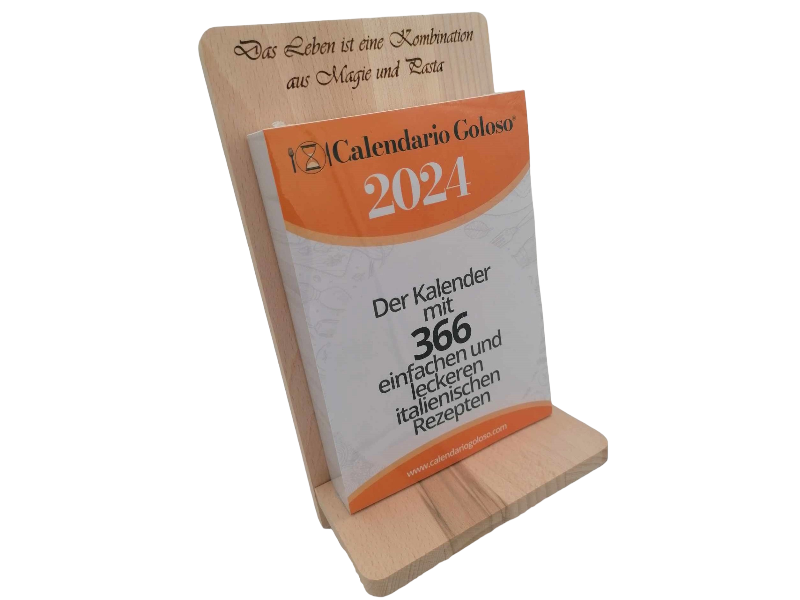 Das Leben ist eine Kombination
aus Magie und Pasta
Calendario Goloso®
2024
Der Kalender
mit
366
einfachen und
leckeren
italienischen
Rezepten
www.calendariogoloso.com